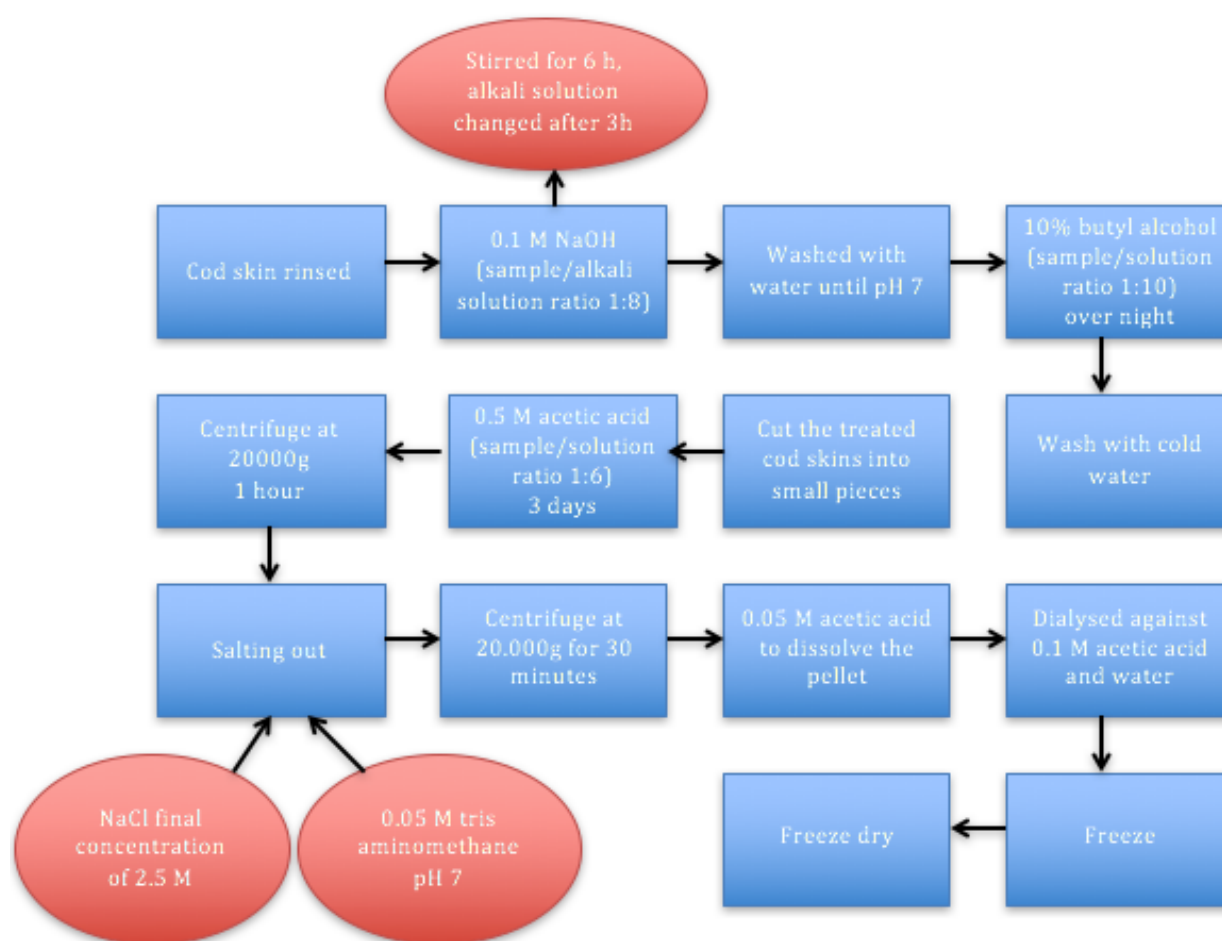 Stirred for 6 h,
alkali solution
changed after 3h
Cod skin rinsed
0.1 M NaOH
(sample/alkali
solution ratio 1:8)
Washed with
water until pH 7
10% butyl alcohol
(sample/solution
ratio 1:10)
over night
Wash with cold
water
Cut the treated
cod skins into
small pieces
0.5 M acetic acid
(sample/solution
ratio 1:6)
3 days
Centrifuge at
20000g
1 hour
Salting out
Centrifuge at
20.000g for 30
minutes
0.05 M acetic acid
to dissolve the
pellet
Dialysed against
0.1 M acetic acid
and water
NaCl final
concentration
of 2.5 M
0.05 M tris
aminomethane
pH 7
Freeze
Freeze dry